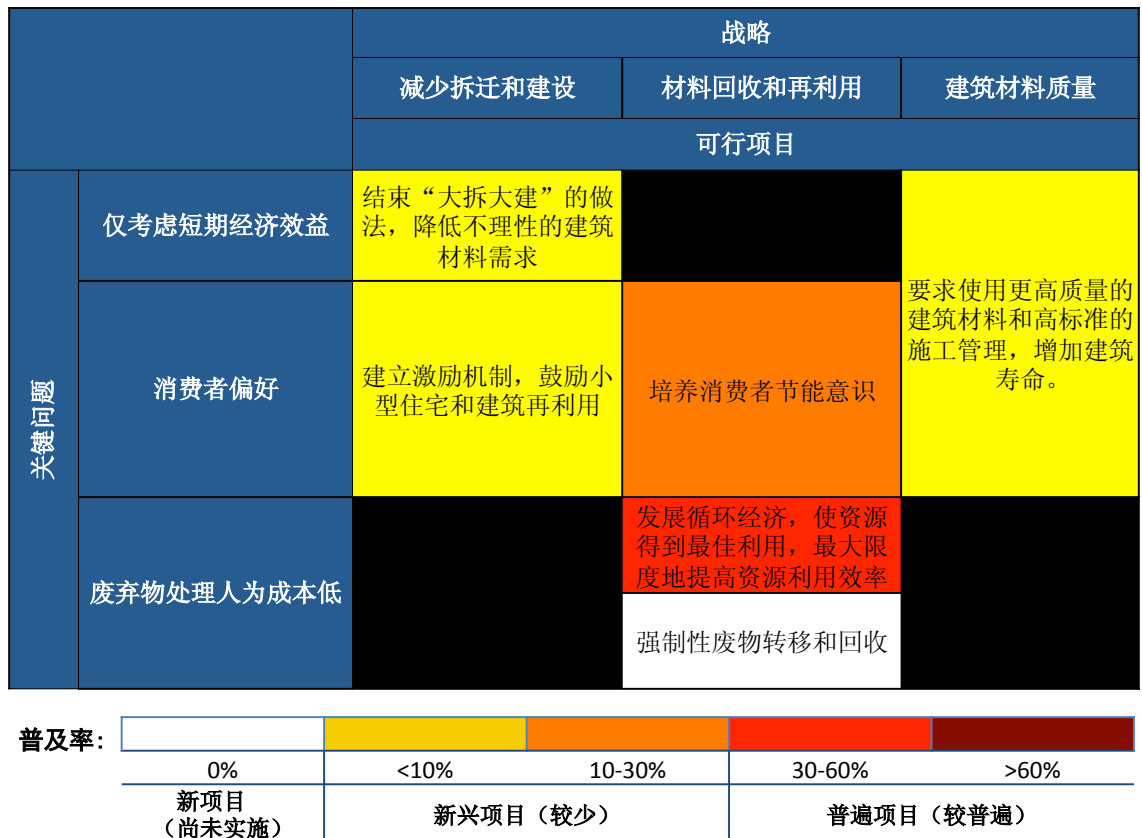 战略
减少拆迁和建设
材料回收和再利用
建筑材料质量
可行项目
关键问题
仅考虑短期经济效益
结束“大拆大建”的做
法，降低不理性的建筑
材料需求
要求使用更高质量的
建筑材料和高标准的
施工管理，增加建筑
寿命。
消费者偏好
建立激励机制，鼓励小
型住宅和建筑再利用
培养消费者节能意识
废弃物处理人为成本低
发展循环经济，使资源
得到最佳利用，最大限
度地提高资源利用效率
强制性废物转移和回收
普及率:
0%
<10%
10-30%
30-60%
>60%
新项目
（尚未实施）
新兴项目（较少）
普遍项目（较普遍）